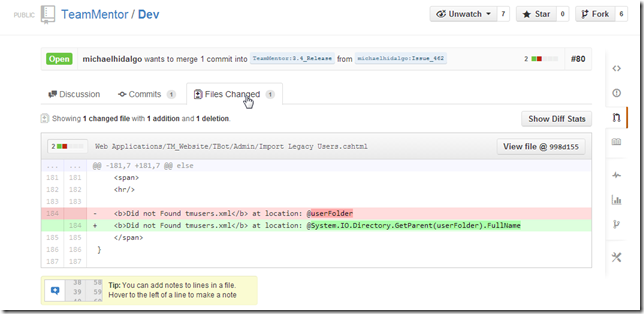 PUBLIC TeamMentor / Dev
Unwatch 7 Star 0 Fork 6
Open michaelhidalgo wants to merge 1 commit into TeamMentor:3.4_Release from michaelhidalgo:Issue_462 2 #80
Discussion Commits 1 Files Changed 1
Showing 1 changed file with 1 addition and 1 deletion. Show Diff Stats
2 Web Applications/TM_Website/TBot/Admin/Import Legacy Users.cshtml View file @ 998d155
... ... @@ -181,7 +181,7 @@ else
181 181 <span>
182 182 <hr/>
183 183
184 - <b>Did not Found tmusers.xml</b> at location: @userFolder
184 + <b>Did not Found tmusers.xml</b> at location: @System.IO.Directory.GetParent(userFolder).FullName
185 185 </span>
186 186 }
187 187
Tip: You can add notes to lines in a file.
Hover to the left of a line to make a note